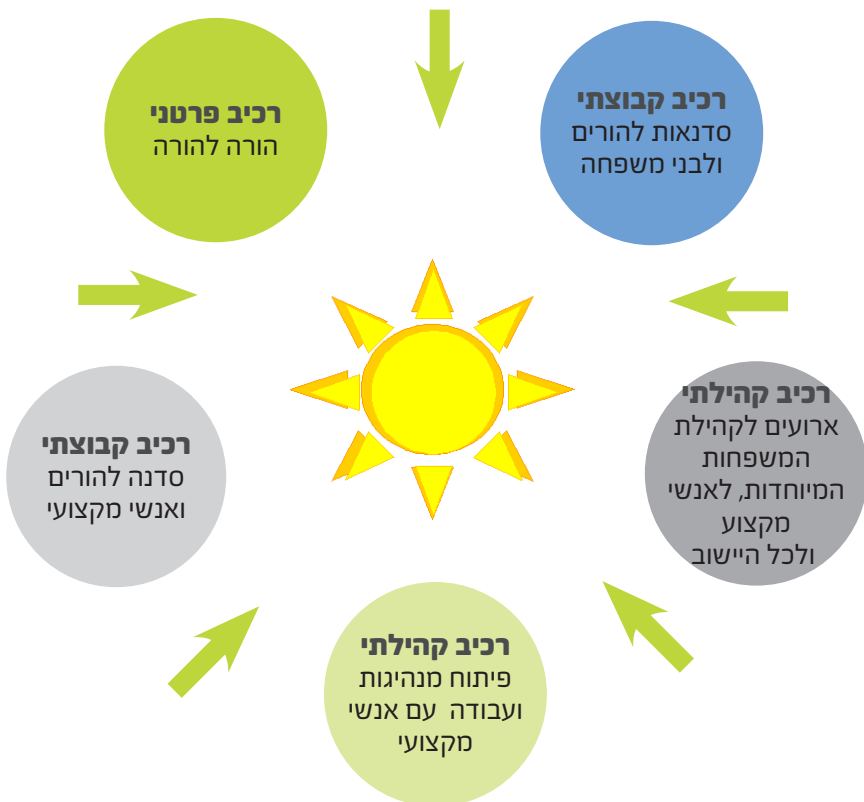 רכיב קבוצתי
סדנאות להורים
ולבני משפחה
רכיב פרטני
הורה להורה
רכיב קהילתי
ארועים לקהילת
המשפחות
המיוחדות, לאנשי
מקצוע
ולכל היישוב
רכיב קבוצתי
סדנה להורים
ואנשי מקצועי
רכיב קהילתי
פיתוח מנהיגות
ועבודה עם אנשי
מקצועי